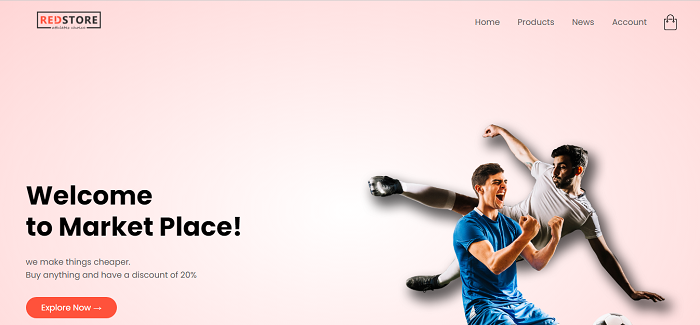 REDSTORE
Home Products News Account
Welcome
to Market Place!
we make things cheaper.
Buy anything and have a discount of 20%
Explore Now →